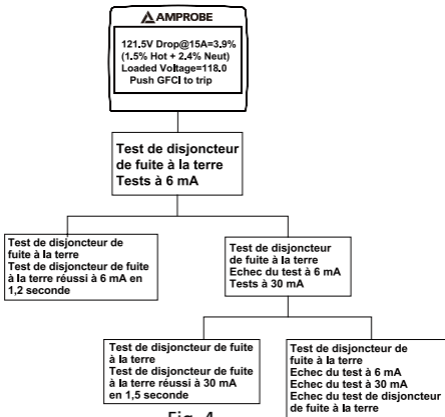 AMPROBE
121.5V Drop@15A=3.9%
(1.5% Hot + 2.4% Neut)
Loaded Voltage=118.0
Push GFCI to trip
Test de disjoncteur
de fuite à la terre
Tests à 6 mA
Test de disjoncteur de
fuite à la terre
Test de disjoncteur de fuite
à la terre réussi à 6 mA en
1,2 seconde
Test de disjoncteur
de fuite à la terre
Echec du test à 6 mA
Tests à 30 mA
Test de disjoncteur de fuite
à la terre
Test de disjoncteur de fuite
à la terre réussi à 30 mA
en 1,5 seconde
Test de disjoncteur de
fuite à la terre
Echec du test à 6 mA
Echec du test à 30 mA
Echec du test de disjoncteur
de fuite à la terre
Fig. 4